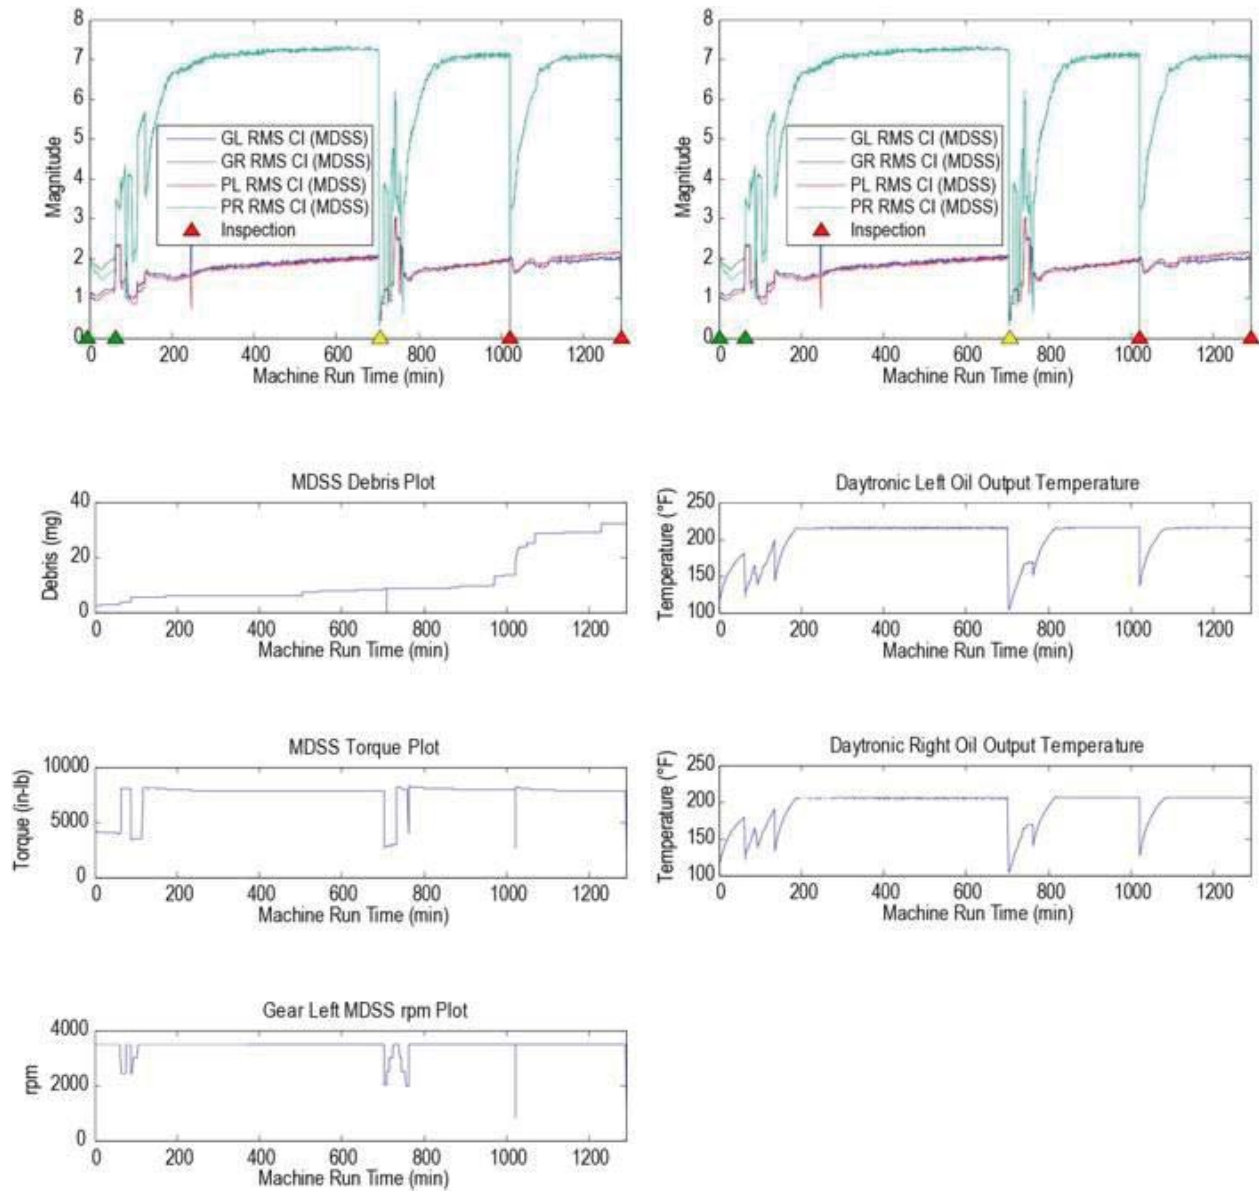 8
7
6
5
4
3
2
1
0
Magnitude
GL RMS CI (MDSS)
GR RMS CI (MDSS)
PL RMS CI (MDSS)
PR RMS CI (MDSS)
Inspection
0 200 400 600 800 1000 1200
Machine Run Time (min)
8
7
6
5
4
3
2
1
0
Magnitude
GL RMS CI (MDSS)
GR RMS CI (MDSS)
PL RMS CI (MDSS)
PR RMS CI (MDSS)
Inspection
0 200 400 600 800 1000 1200
Machine Run Time (min)
MDSS Debris Plot
40
20
0
Debris (mg)
0 200 400 600 800 1000 1200
Machine Run Time (min)
Daytronic Left Oil Output Temperature
250
200
150
100
Temperature (°F)
0 200 400 600 800 1000 1200
Machine Run Time (min)
MDSS Torque Plot
10000
5000
0
Torque (in-lb)
0 200 400 600 800 1000 1200
Machine Run Time (min)
Daytronic Right Oil Output Temperature
250
200
150
100
Temperature (°F)
0 200 400 600 800 1000 1200
Machine Run Time (min)
Gear Left MDSS rpm Plot
4000
2000
0
rpm
0 200 400 600 800 1000 1200
Machine Run Time (min)